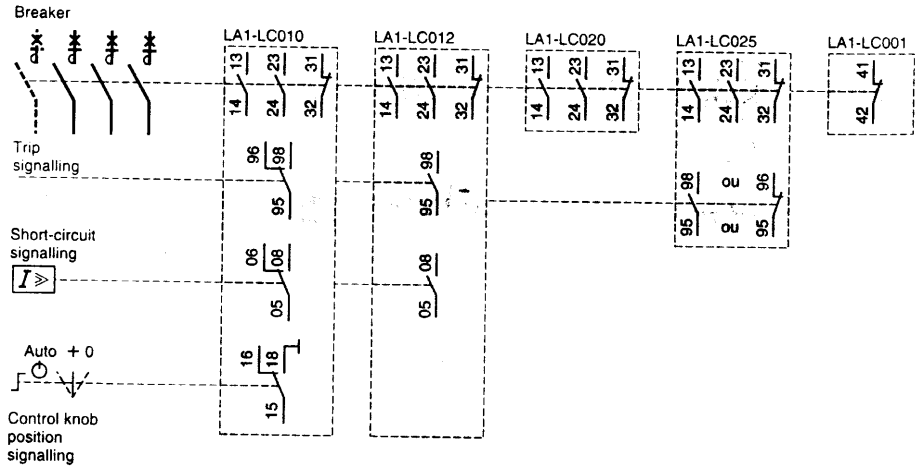 Breaker
LA1-LC010
LA1-LC012
LA1-LC020
LA1-LC025
LA1-LC001
13 23 31
14 24 32
13 23 31
14 24 32
13 23 31
14 24 32
13 23 31
14 24 32
41
42
Trip
signalling
96 98
95
98
95
98 ou 96
95 ou 95
Short-circuit
signalling
I >>
06 08
05
08
05
Auto + 0
16 18
15
Control knob
position
signalling